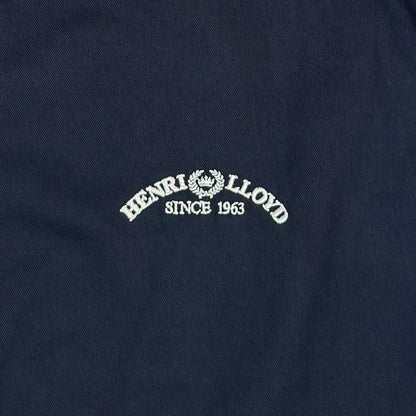 HENRI LLOYD
SINCE 1963